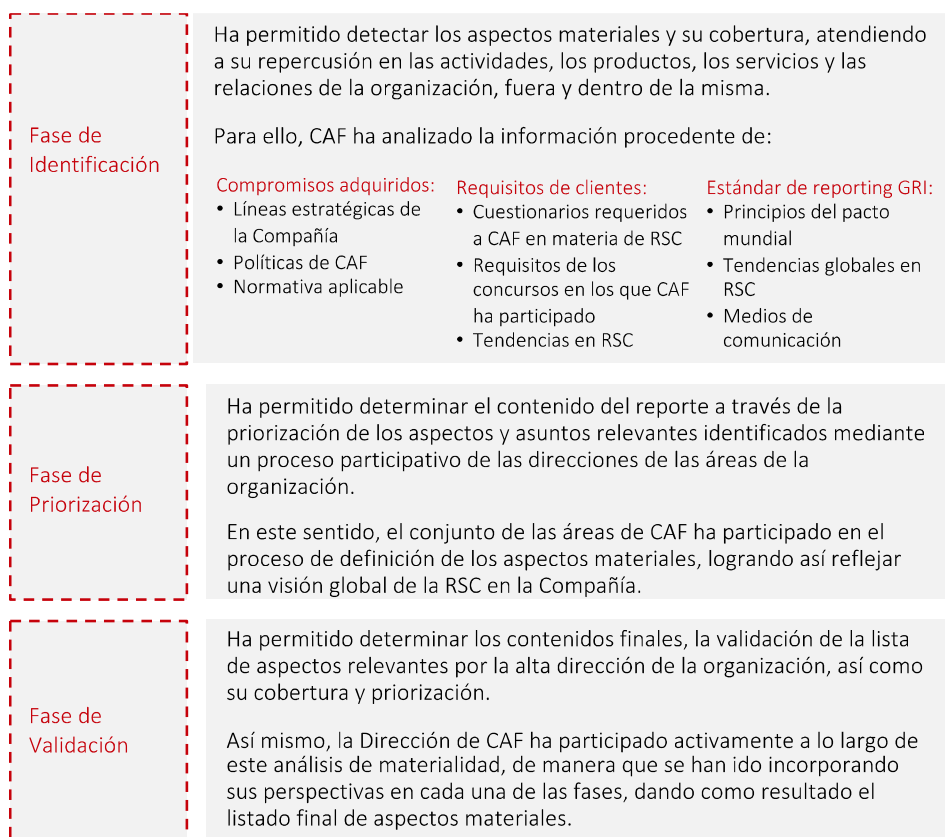 Fase de
Identificación
Ha permitido detectar los aspectos materiales y su cobertura, atendiendo
a su repercusión en las actividades, los productos, los servicios y las
relaciones de la organización, fuera y dentro de la misma.
Para ello, CAF ha analizado la información procedente de:
Compromisos adquiridos:
• Líneas estratégicas de
la Compañía
• Políticas de CAF
• Normativa aplicable
Requisitos de clientes:
• Cuestionarios requeridos
a CAF en materia de RSC
• Requisitos de los
concursos en los que CAF
ha participado
• Tendencias en RSC
Estándar de reporting GRI:
• Principios del pacto
mundial
• Tendencias globales en
RSC
• Medios de
comunicación
Fase de
Priorización
Ha permitido determinar el contenido del reporte a través de la
priorización de los aspectos y asuntos relevantes identificados mediante
un proceso participativo de las direcciones de las áreas de la
organización.
En este sentido, el conjunto de las áreas de CAF ha participado en el
proceso de definición de los aspectos materiales, logrando así reflejar
una visión global de la RSC en la Compañía.
Fase de
Validación
Ha permitido determinar los contenidos finales, la validación de la lista
de aspectos relevantes por la alta dirección de la organización, así como
su cobertura y priorización.
Así mismo, la Dirección de CAF ha participado activamente a lo largo de
este análisis de materialidad, de manera que se han ido incorporando
sus perspectivas en cada una de las fases, dando como resultado el
listado final de aspectos materiales.